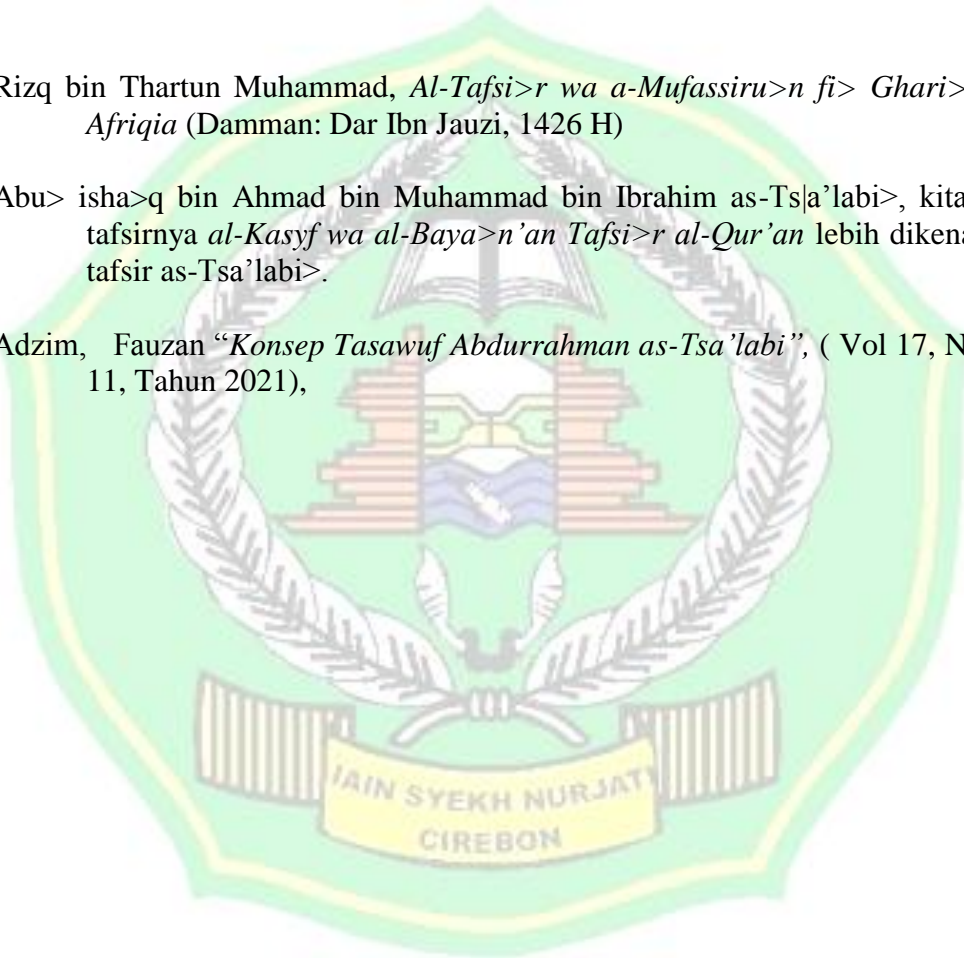 Rizq bin Thartun Muhammad, Al-Tafsi>r wa a-Mufassiru>n fi> Ghari>
Afriqia (Damman: Dar Ibn Jauzi, 1426 H)
Abu> isha>q bin Ahmad bin Muhammad bin Ibrahim as-Ts|a’labi>, kita
tafsirnya al-Kasyf wa al-Baya>n’an Tafsi>r al-Qur’an lebih dikena
tafsir as-Tsa’labi>.
Adzim, Fauzan “Konsep Tasawuf Abdurrahman as-Tsa’labi”, ( Vol 17, N
11, Tahun 2021),
IAIN SYEKH NURJATI
CIREBON